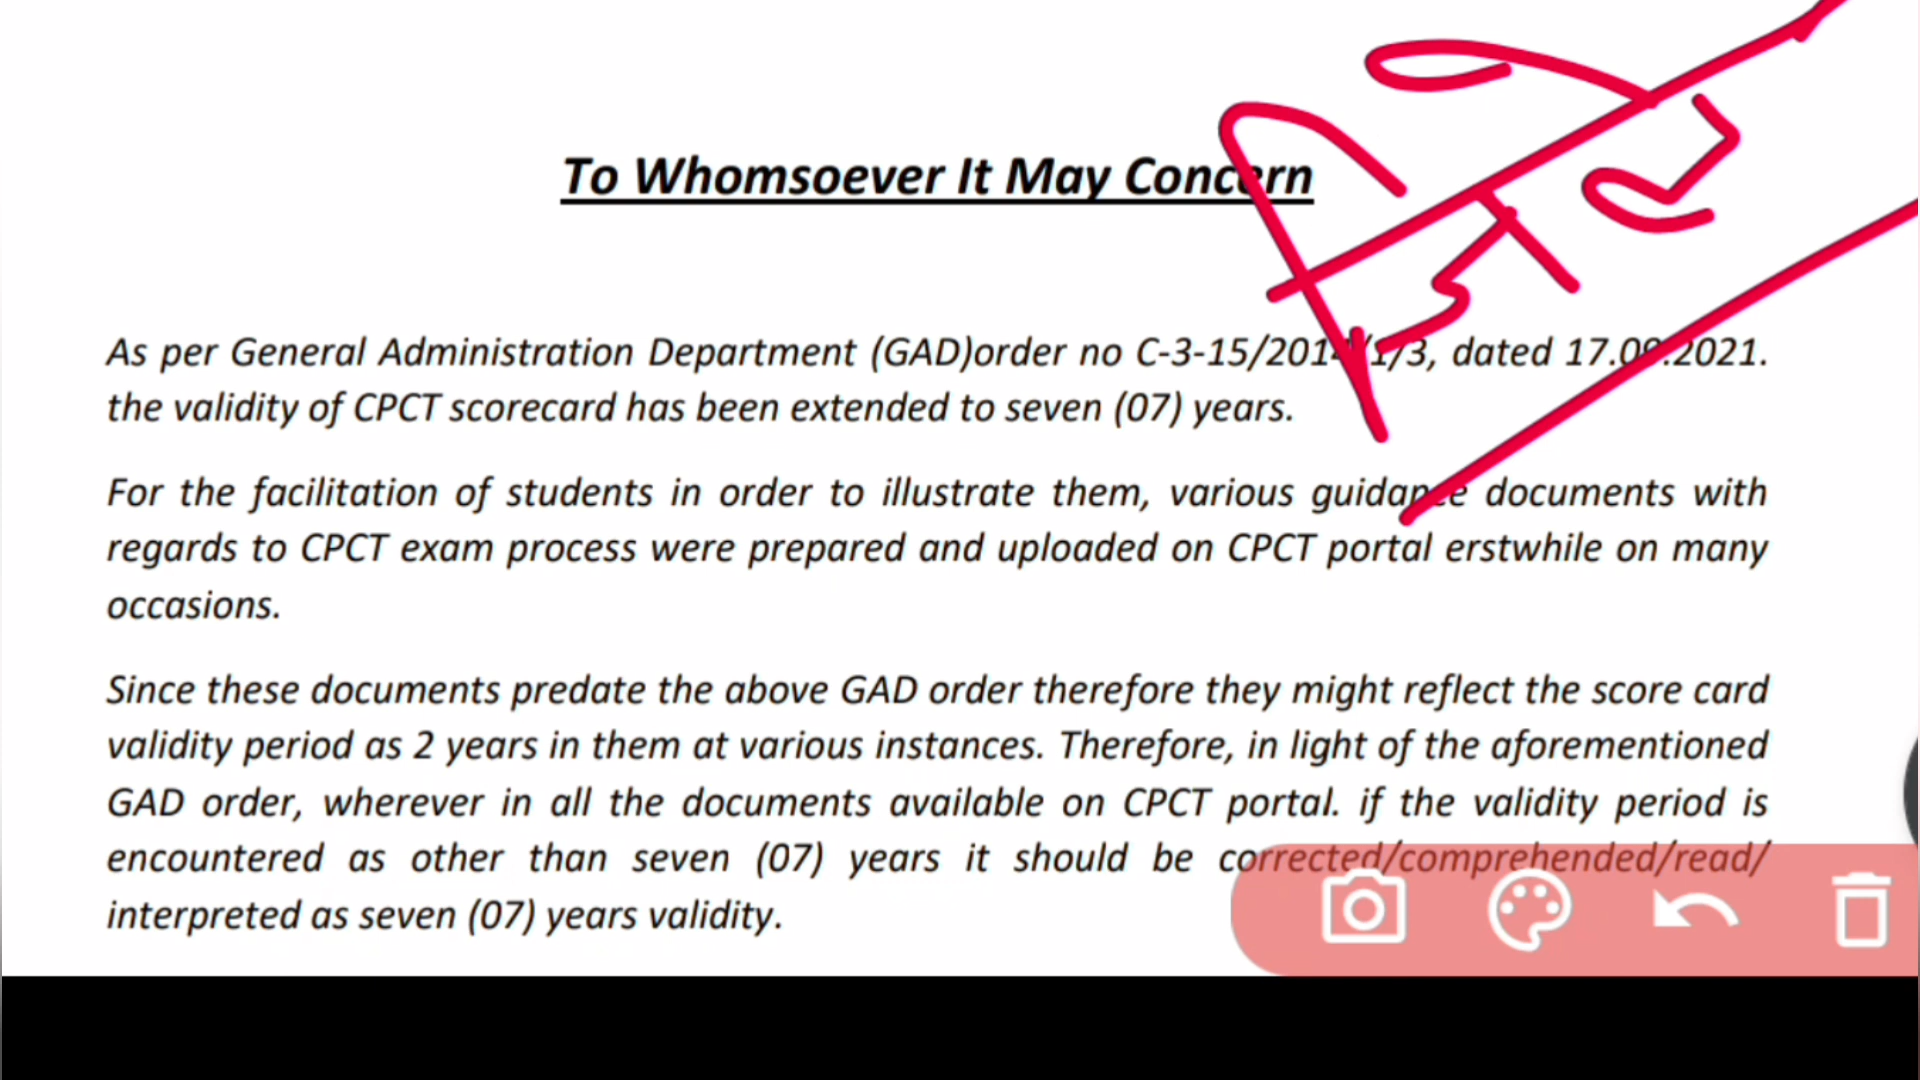 To Whomsoever It May Concern
As per General Administration Department (GAD)order no C-3-15/2014/1/3, dated 17.09.2021.
the validity of CPCT scorecard has been extended to seven (07) years.
For the facilitation of students in order to illustrate them, various guidance documents with
regards to CPCT exam process were prepared and uploaded on CPCT portal erstwhile on many
occasions.
Since these documents predate the above GAD order therefore they might reflect the score card
validity period as 2 years in them at various instances. Therefore, in light of the aforementioned
GAD order, wherever in all the documents available on CPCT portal. if the validity period is
encountered as other than seven (07) years it should be corrected/comprehended/read/
interpreted as seven (07) years validity.